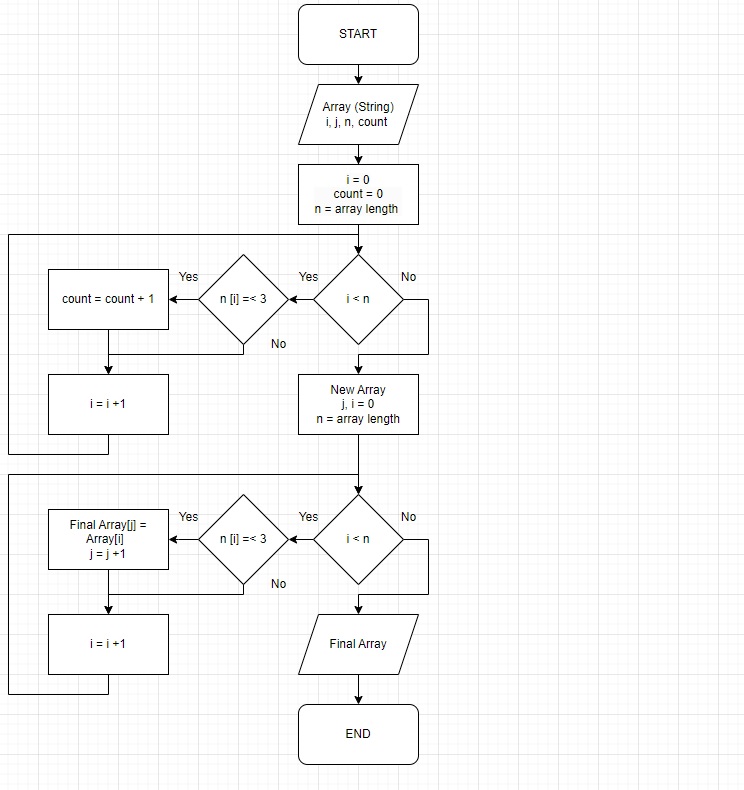 START
Array (String)
i, j, n, count
i = 0
count = 0
n = array length
i < n
Yes
No
n [i] =< 3
Yes
No
count = count + 1
i = i +1
New Array
j, i = 0
n = array length
i < n
Yes
No
n [i] =< 3
Yes
No
Final Array[j] =
Array[i]
j = j +1
i = i +1
Final Array
END